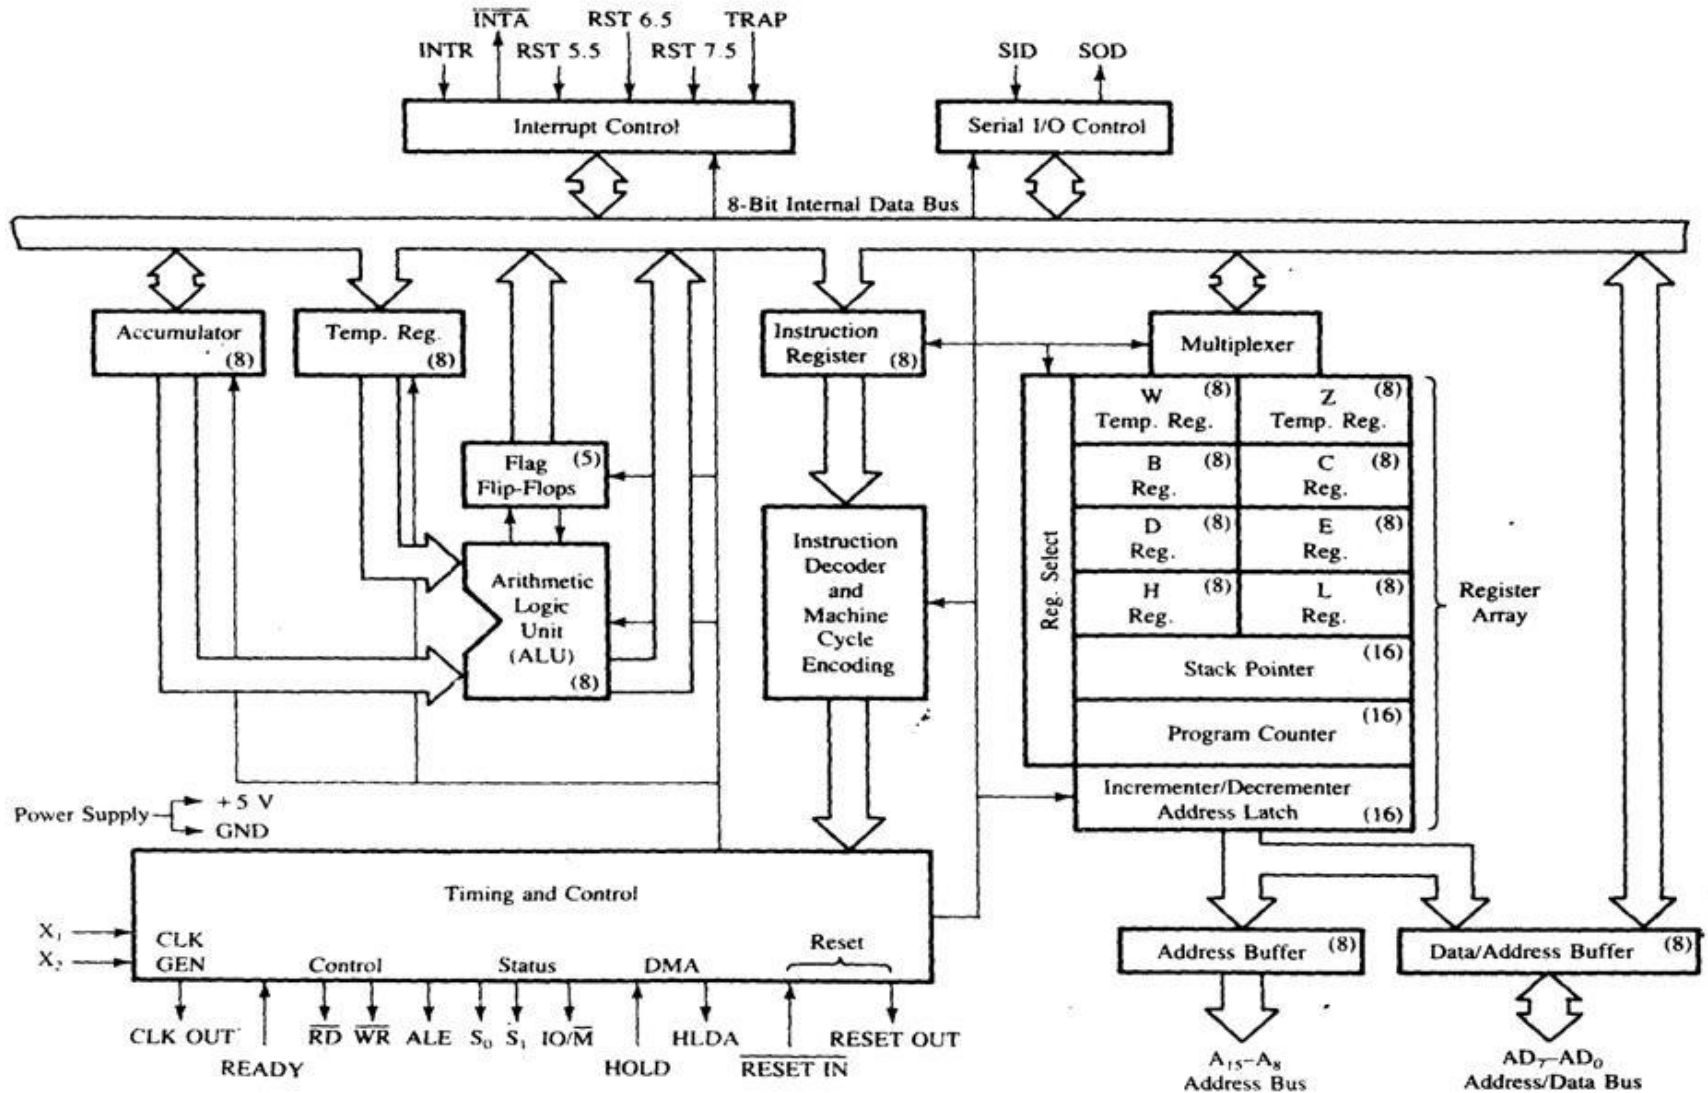 INTA
RST 6.5
TRAP
INTR
RST 5.5
RST 7.5
SID
SOD
Interrupt Control
Serial I/O Control
8-Bit Internal Data Bus
Accumulator
(8)
Temp. Reg.
(8)
Instruction
Register
(8)
Multiplexer
W
(8)
Temp. Reg.
Z
(8)
Temp. Reg.
Flag
(5)
Flip-Flops
B
(8)
Reg.
C
(8)
Reg.
D
(8)
Reg.
E
(8)
Reg.
H
(8)
Reg.
L
(8)
Reg.
Reg. Select
Register
Array
Arithmetic
Logic
Unit
(ALU)
(8)
Instruction
Decoder
and
Machine
Cycle
Encoding
Stack Pointer
(16)
Program Counter
(16)
Incrementer/Decrementer
Address Latch
(16)
Power Supply
+5 V
GND
Timing and Control
X₁
X₂
CLK
GEN
Control
Status
DMA
Reset
Address Buffer
(8)
Data/Address Buffer
(8)
CLK OUT
READY
RD
WR
ALE
S₀
S₁
IO/M
HOLD
HLDA
RESET IN
RESET OUT
A₁₅–A₈
Address Bus
AD₇–AD₀
Address/Data Bus